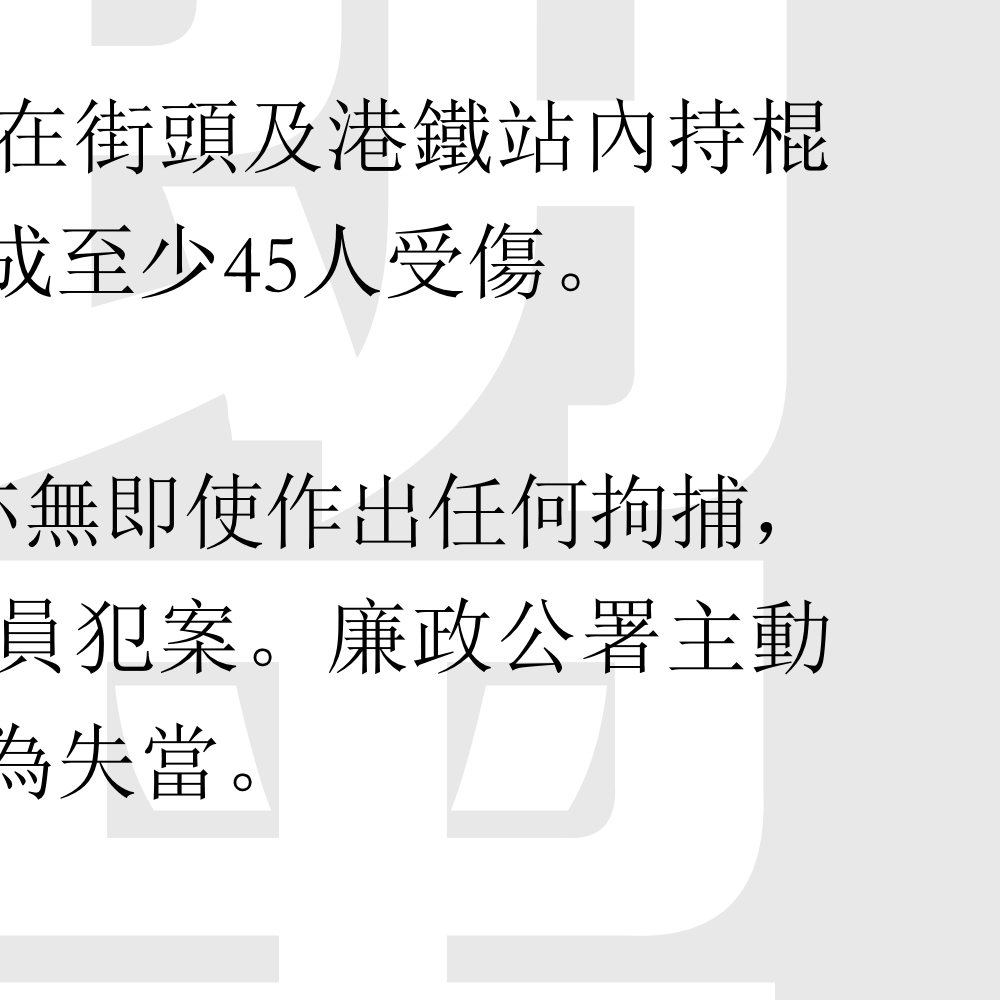 在街頭及港鐵站內持棍
成至少45人受傷。
亦無即使作出任何拘捕，
員犯案。廉政公署主動
為失當。